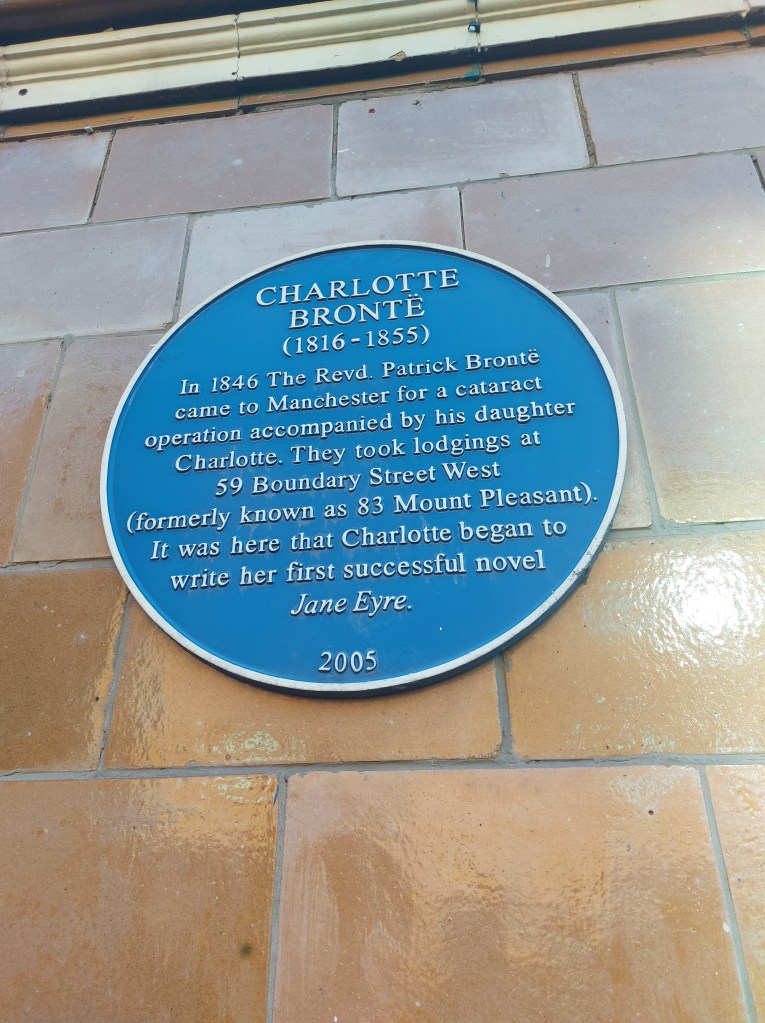 CHARLOTTE
BRONTË
(1816-1855)
In 1846 The Revd. Patrick Brontë
came to Manchester for a cataract
operation accompanied by his daughter
Charlotte. They took lodgings at
59 Boundary Street West
(formerly known as 83 Mount Pleasant).
It was here that Charlotte began to
write her first successful novel
Jane Eyre.
2005